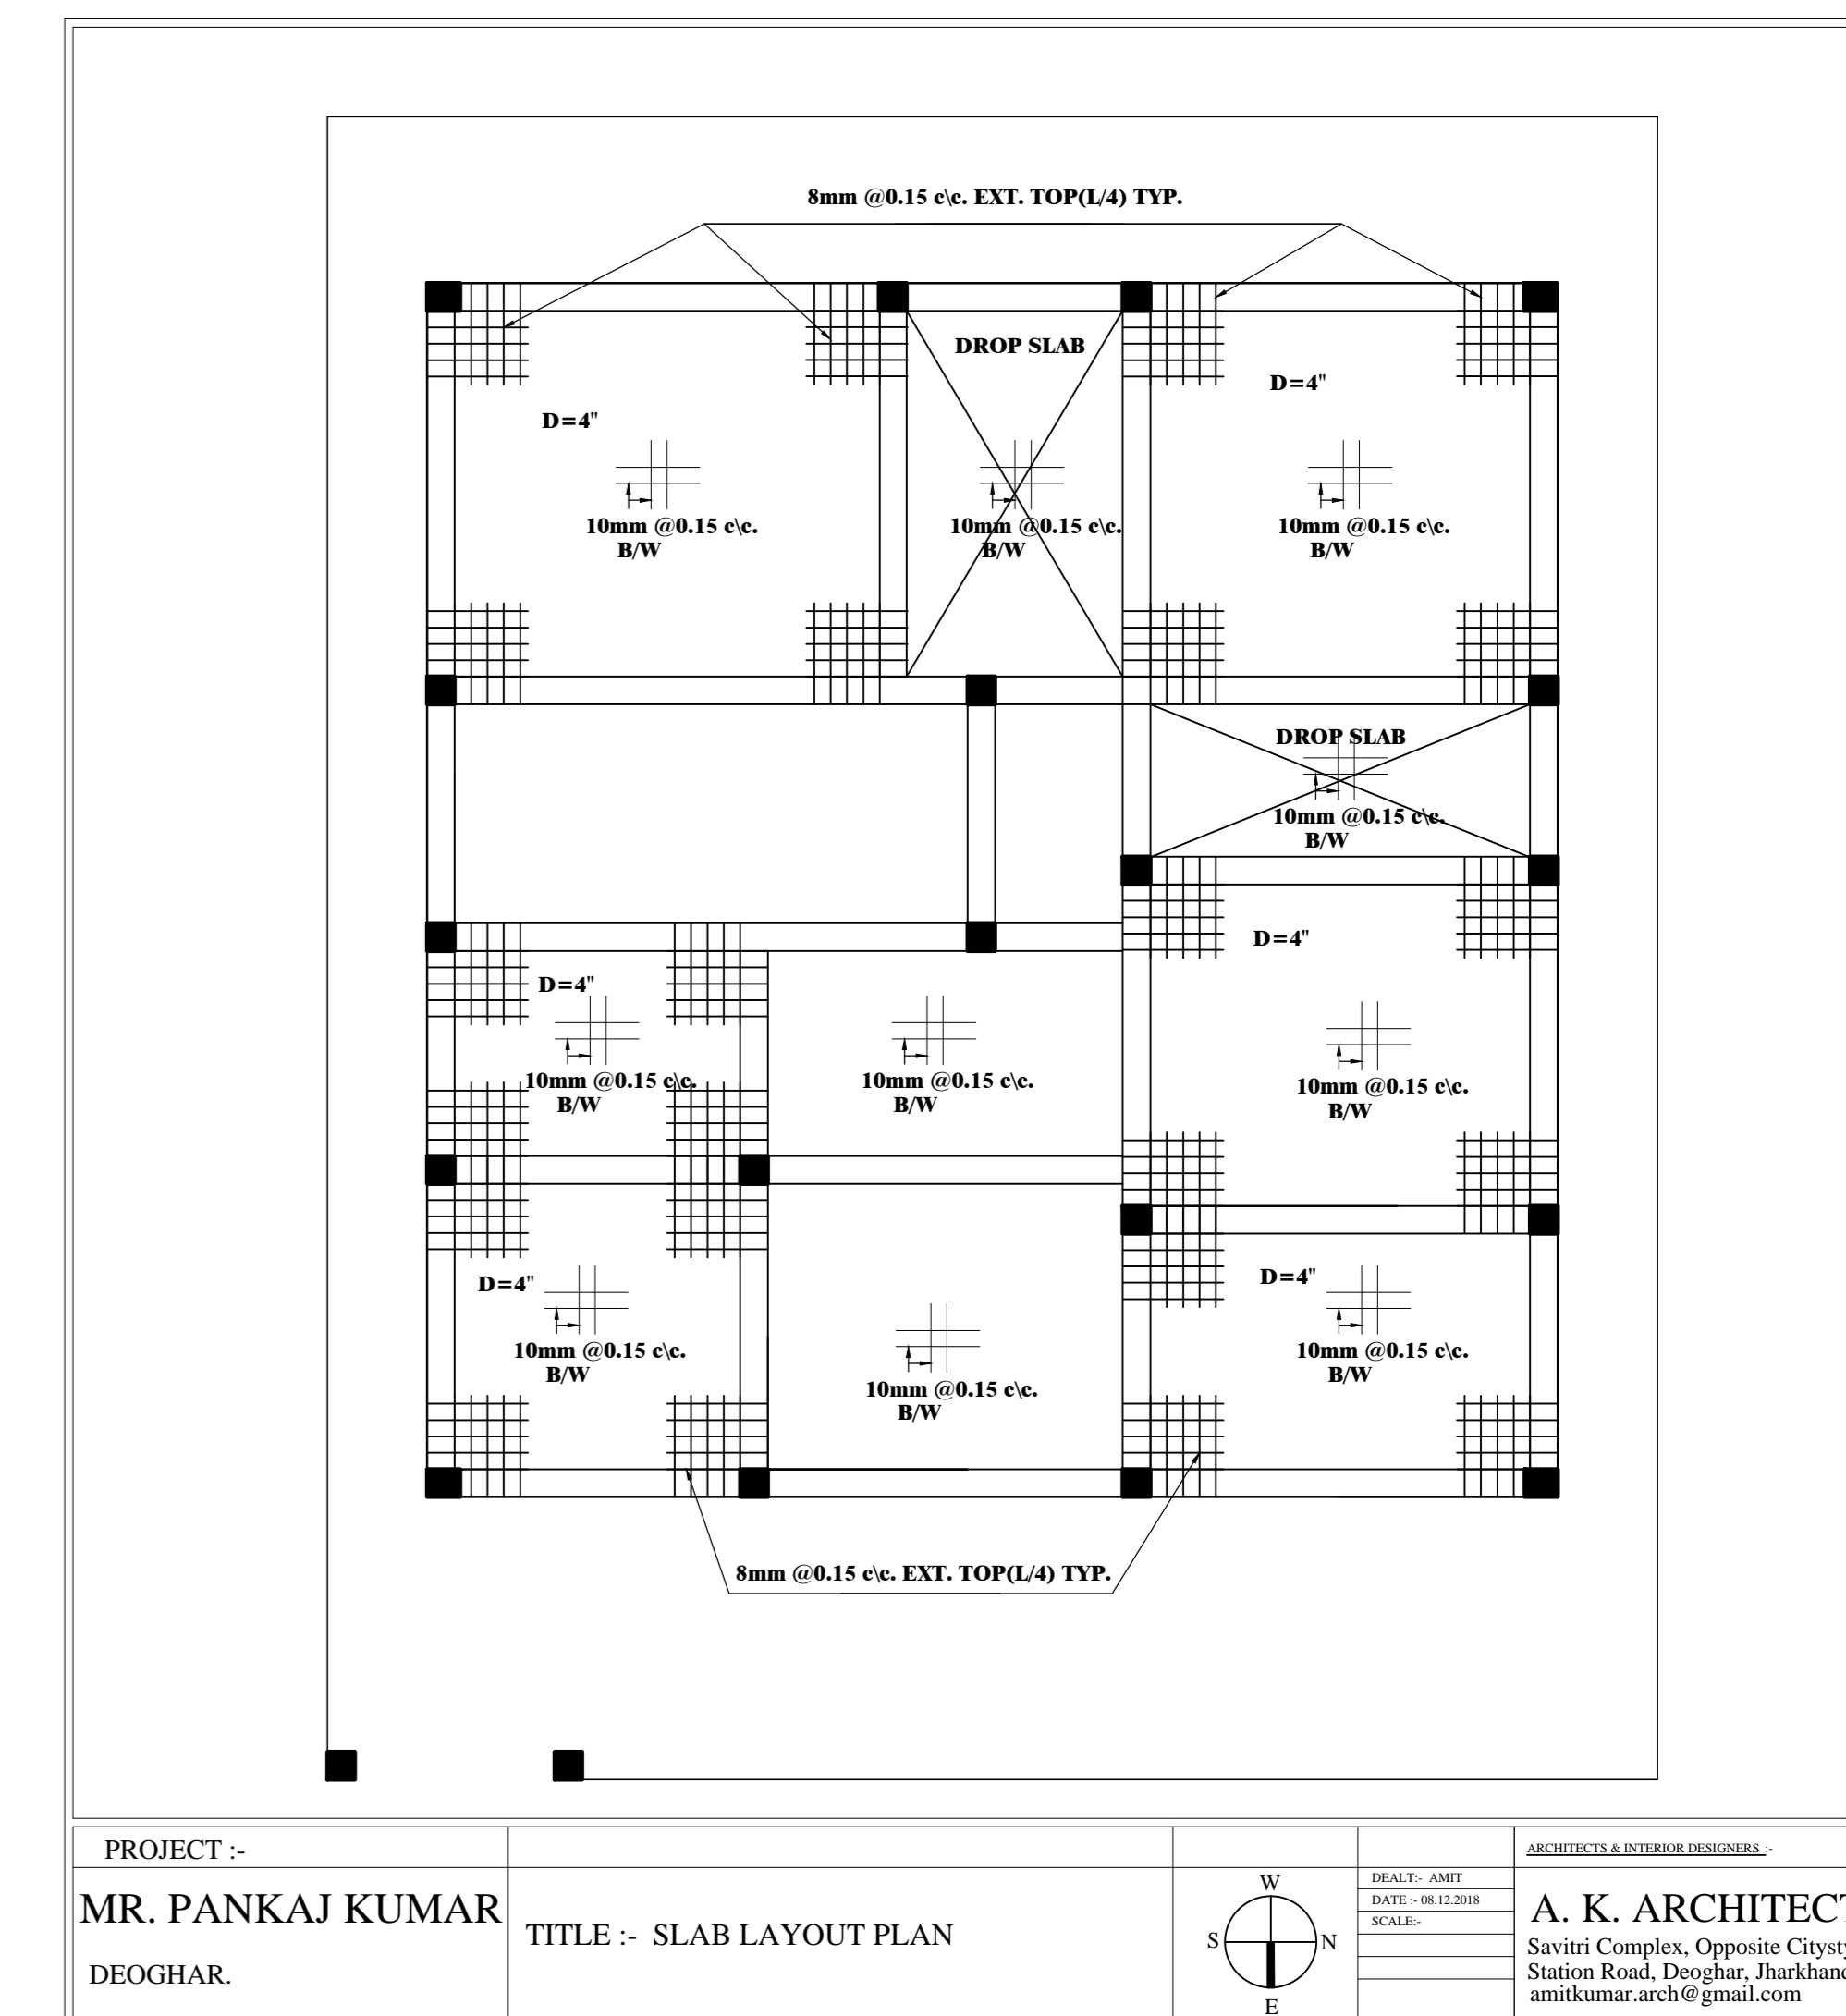 8mm @0.15 c\c. EXT. TOP(L/4) TYP.
DROP SLAB
D=4"
D=4"
10mm @0.15 c\c.
B/W
10mm @0.15 c\c.
B/W
10mm @0.15 c\c.
B/W
DROP SLAB
10mm @0.15 c\c.
B/W
D=4"
D=4"
10mm @0.15 c\c.
B/W
10mm @0.15 c\c.
B/W
10mm @0.15 c\c.
B/W
D=4"
D=4"
10mm @0.15 c\c.
B/W
10mm @0.15 c\c.
B/W
10mm @0.15 c\c.
B/W
8mm @0.15 c\c. EXT. TOP(L/4) TYP.
PROJECT :-
MR. PANKAJ KUMAR
DEOGHAR.
TITLE :- SLAB LAYOUT PLAN
W
S
N
E
DEALT:- AMIT
DATE :- 08.12.2018
SCALE:-
ARCHITECTS & INTERIOR DESIGNERS :-
A. K. ARCHITECT
Savitri Complex, Opposite
Station Road, Deoghar, Jharkhand
amitkumar.arch@gmail.com